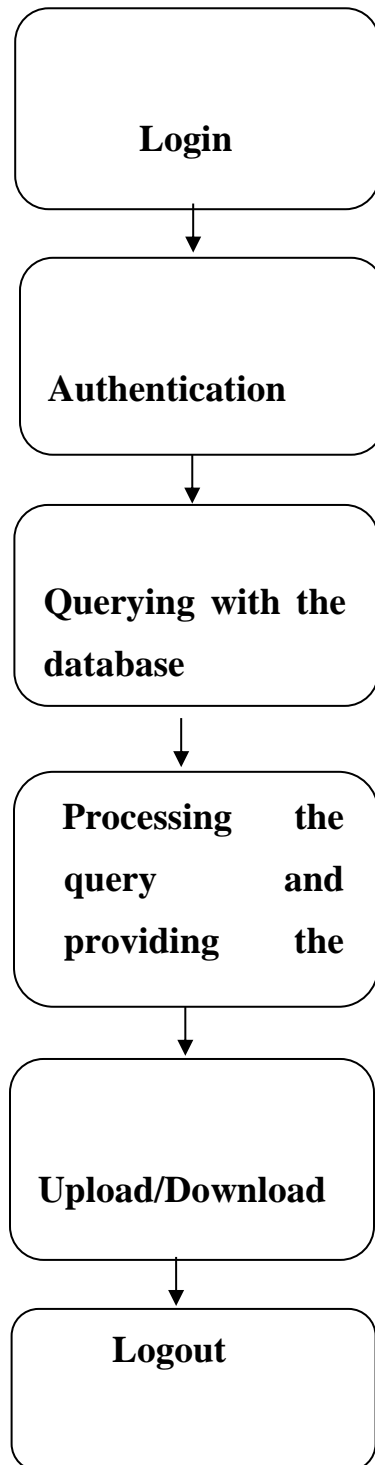 Login
Authentication
Querying with the
database
Processing the
query and
providing the
Upload/Download
Logout